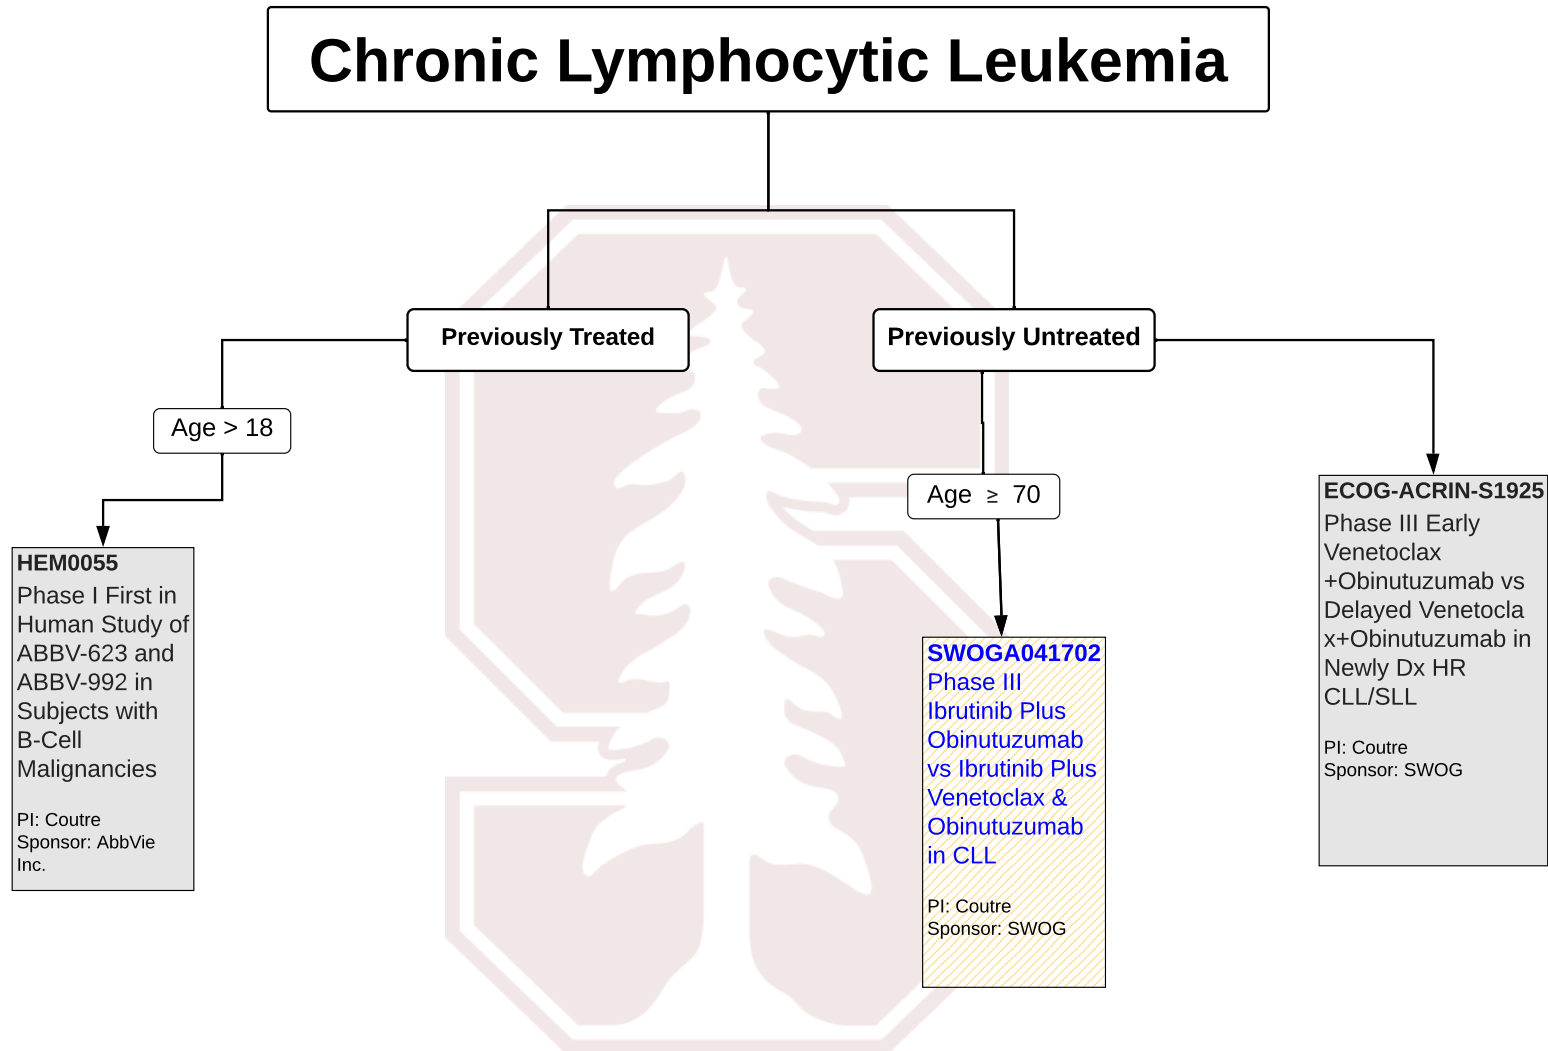 Chronic Lymphocytic Leukemia
Previously Treated
Previously Untreated
Age > 18
Age ≥ 70
HEM0055
Phase I First in
Human Study of
ABBV-623 and
ABBV-992 in
Subjects with
B-Cell
Malignancies
PI: Coutre
Sponsor: AbbVie
Inc.
SWOGA041702
Phase III
Ibrutinib Plus
Obinutuzumab
vs Ibrutinib Plus
Venetoclax &
Obinutuzumab
in CLL
PI: Coutre
Sponsor: SWOG
ECOG-ACRIN-S1925
Phase III Early
Venetoclax
+Obinutuzumab vs
Delayed Venetocla
x+Obinutuzumab in
Newly Dx HR
CLL/SLL
PI: Coutre
Sponsor: SWOG